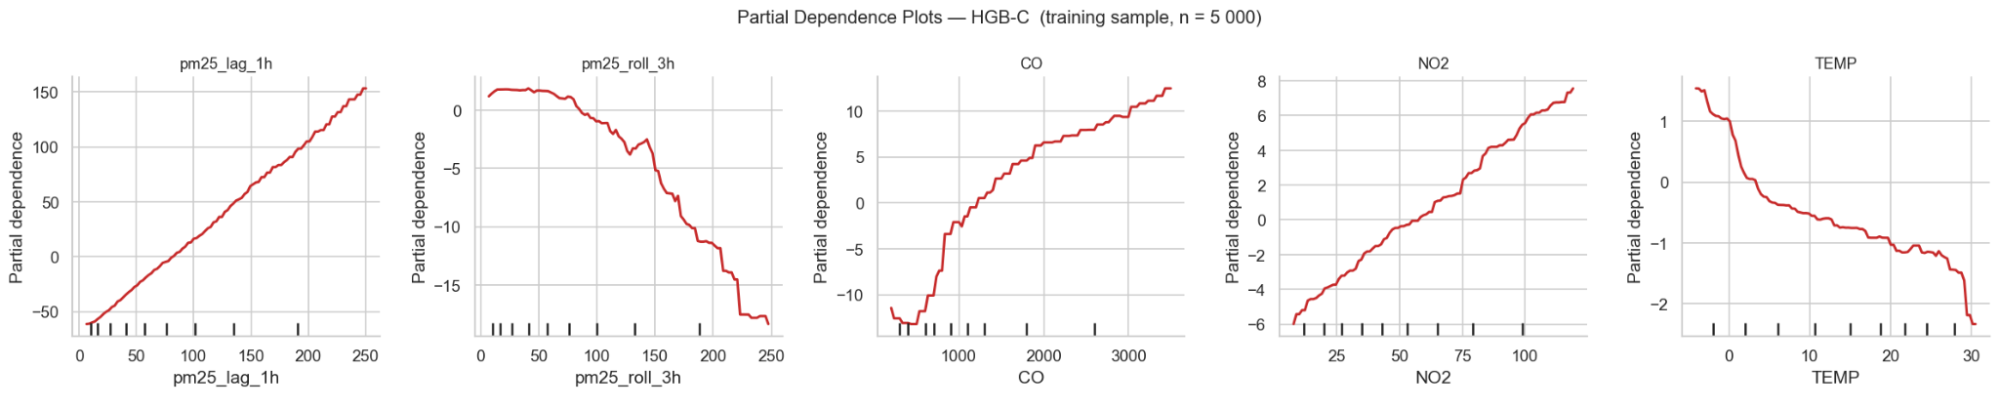 Partial Dependence Plots — HGB-C (training sample, n = 5 000)
pm25_lag_1h
Partial dependence
150
100
50
0
−50
0 50 100 150 200 250
pm25_lag_1h
pm25_roll_3h
Partial dependence
0
−5
−10
−15
0 50 100 150 200 250
pm25_roll_3h
CO
Partial dependence
10
5
0
−5
−10
1000 2000 3000
CO
NO2
Partial dependence
8
6
4
2
0
−2
−4
−6
25 50 75 100
NO2
TEMP
Partial dependence
1
0
−1
−2
0 10 20 30
TEMP